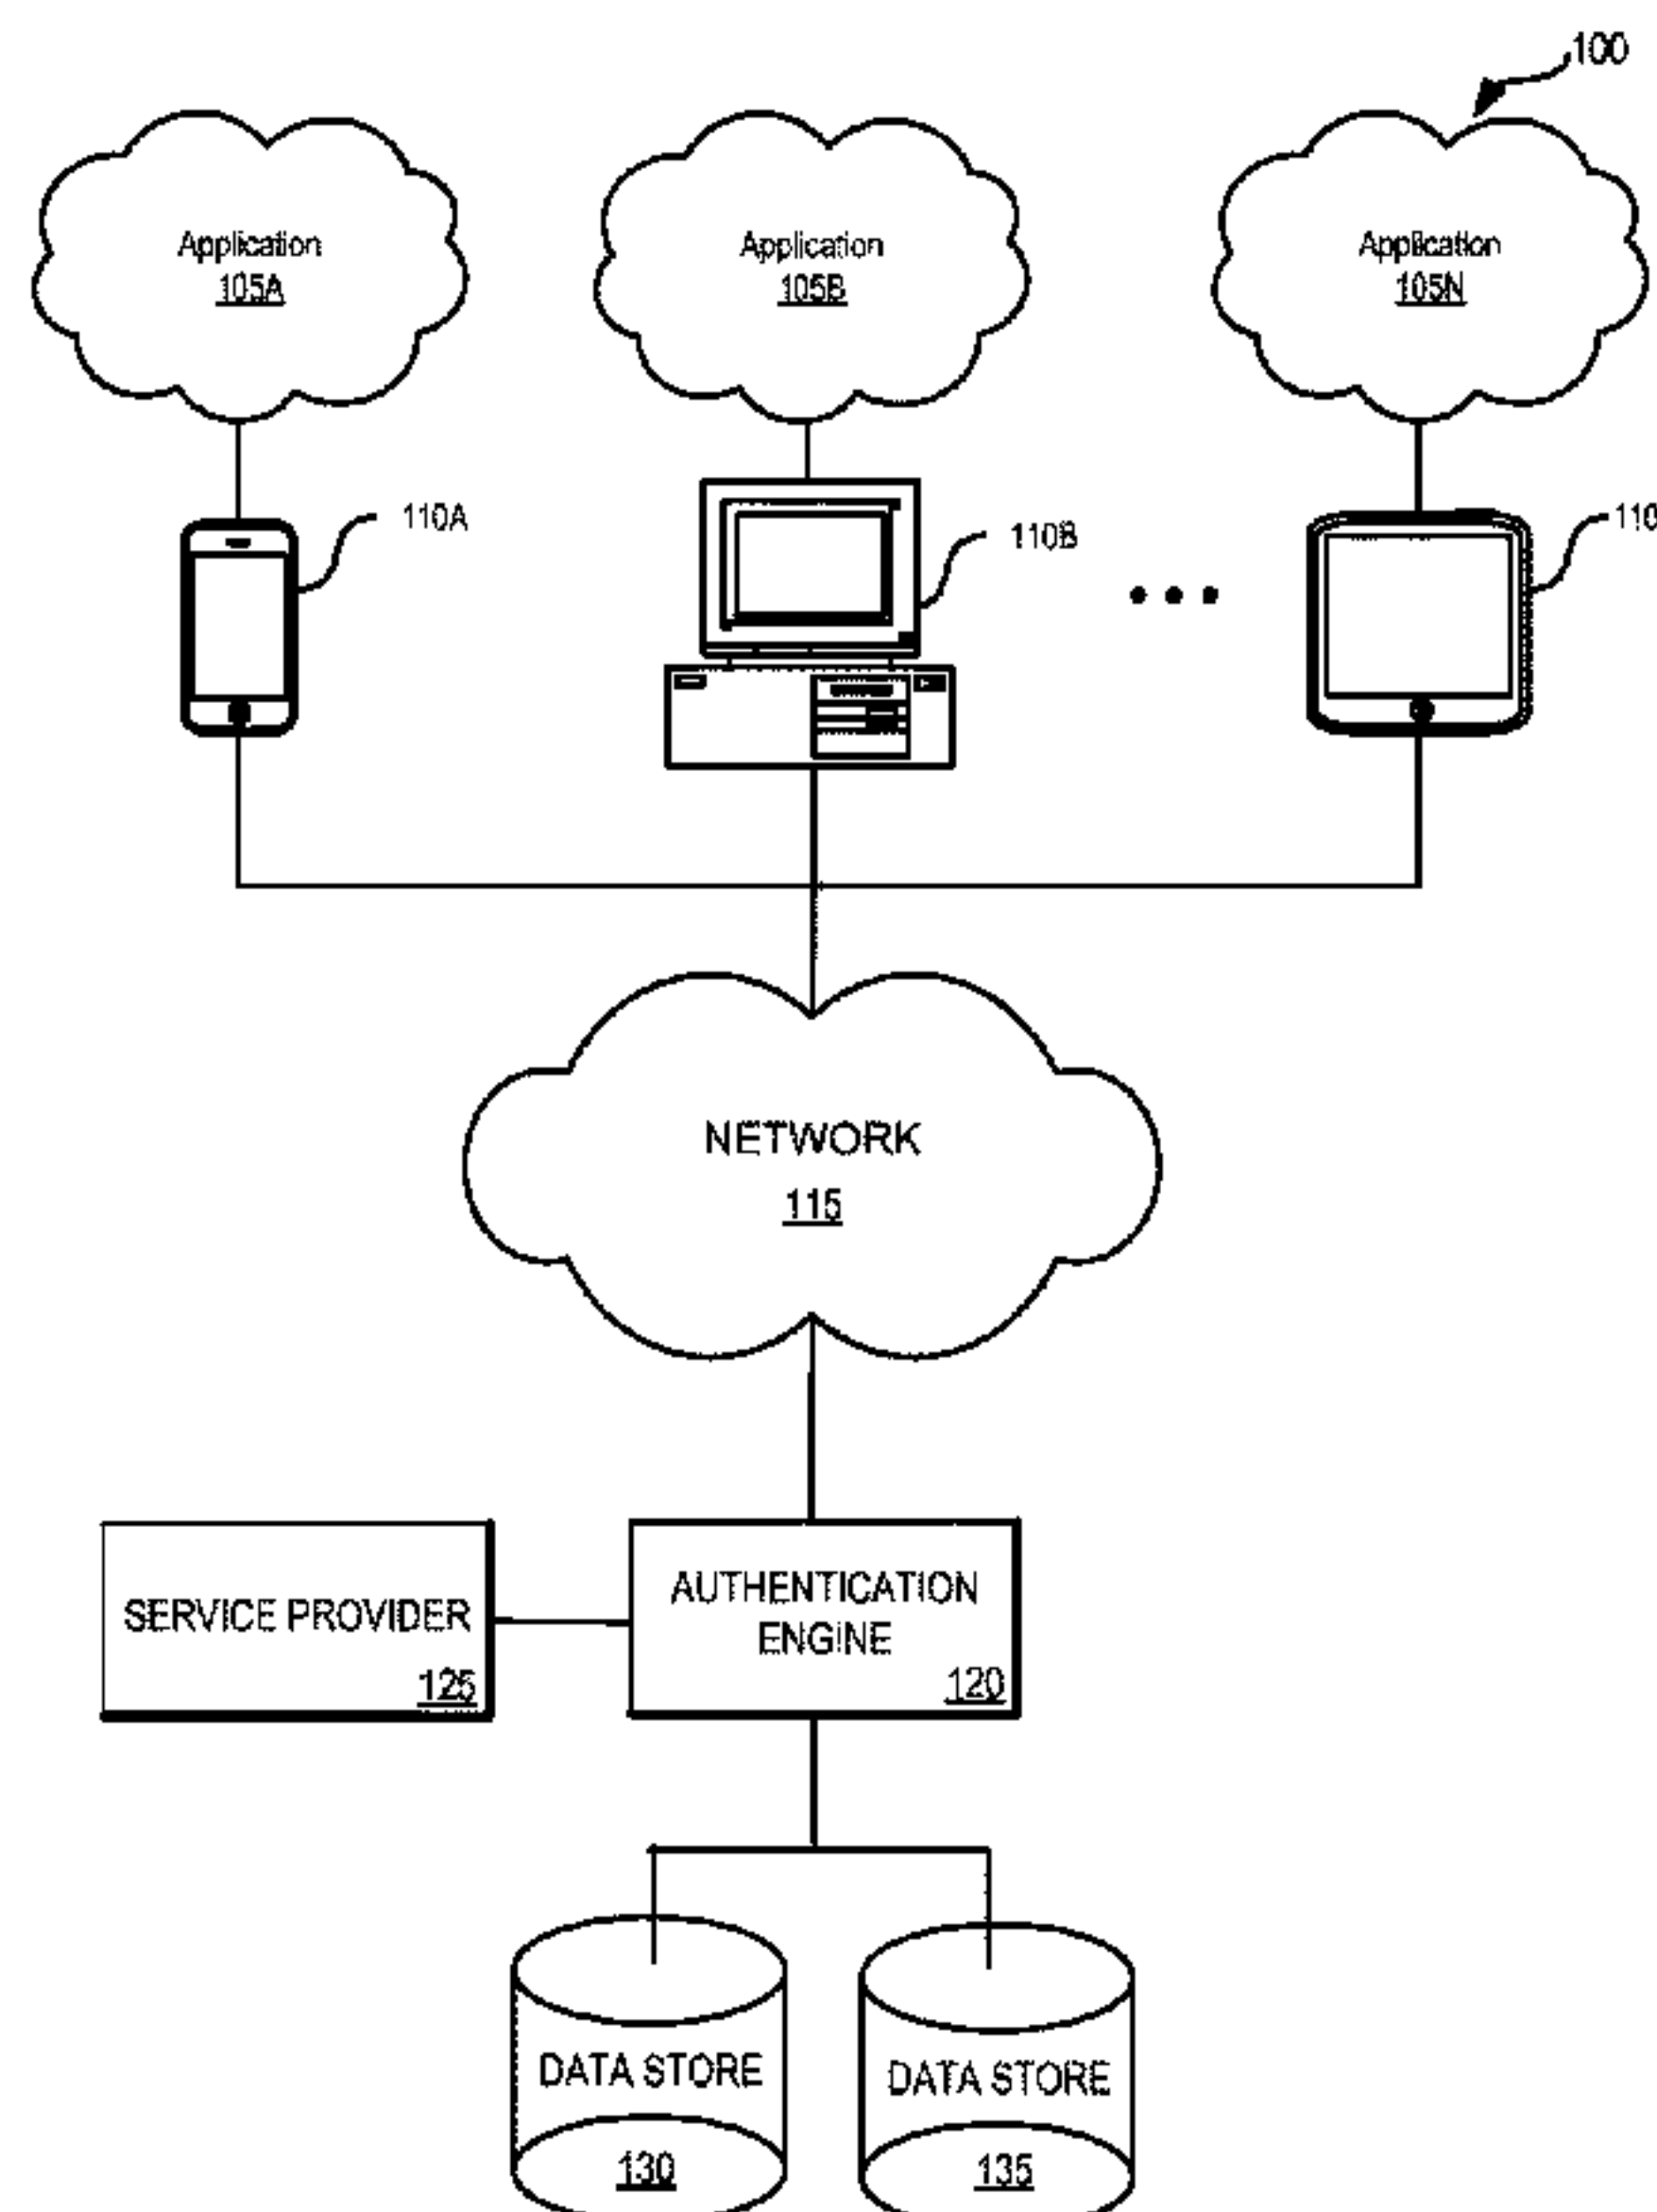 100
Application
105A
Application
105B
Application
105N
110A
110B
110
NETWORK
115
SERVICE PROVIDER
125
AUTHENTICATION
ENGINE
120
DATA STORE
130
DATA STORE
135